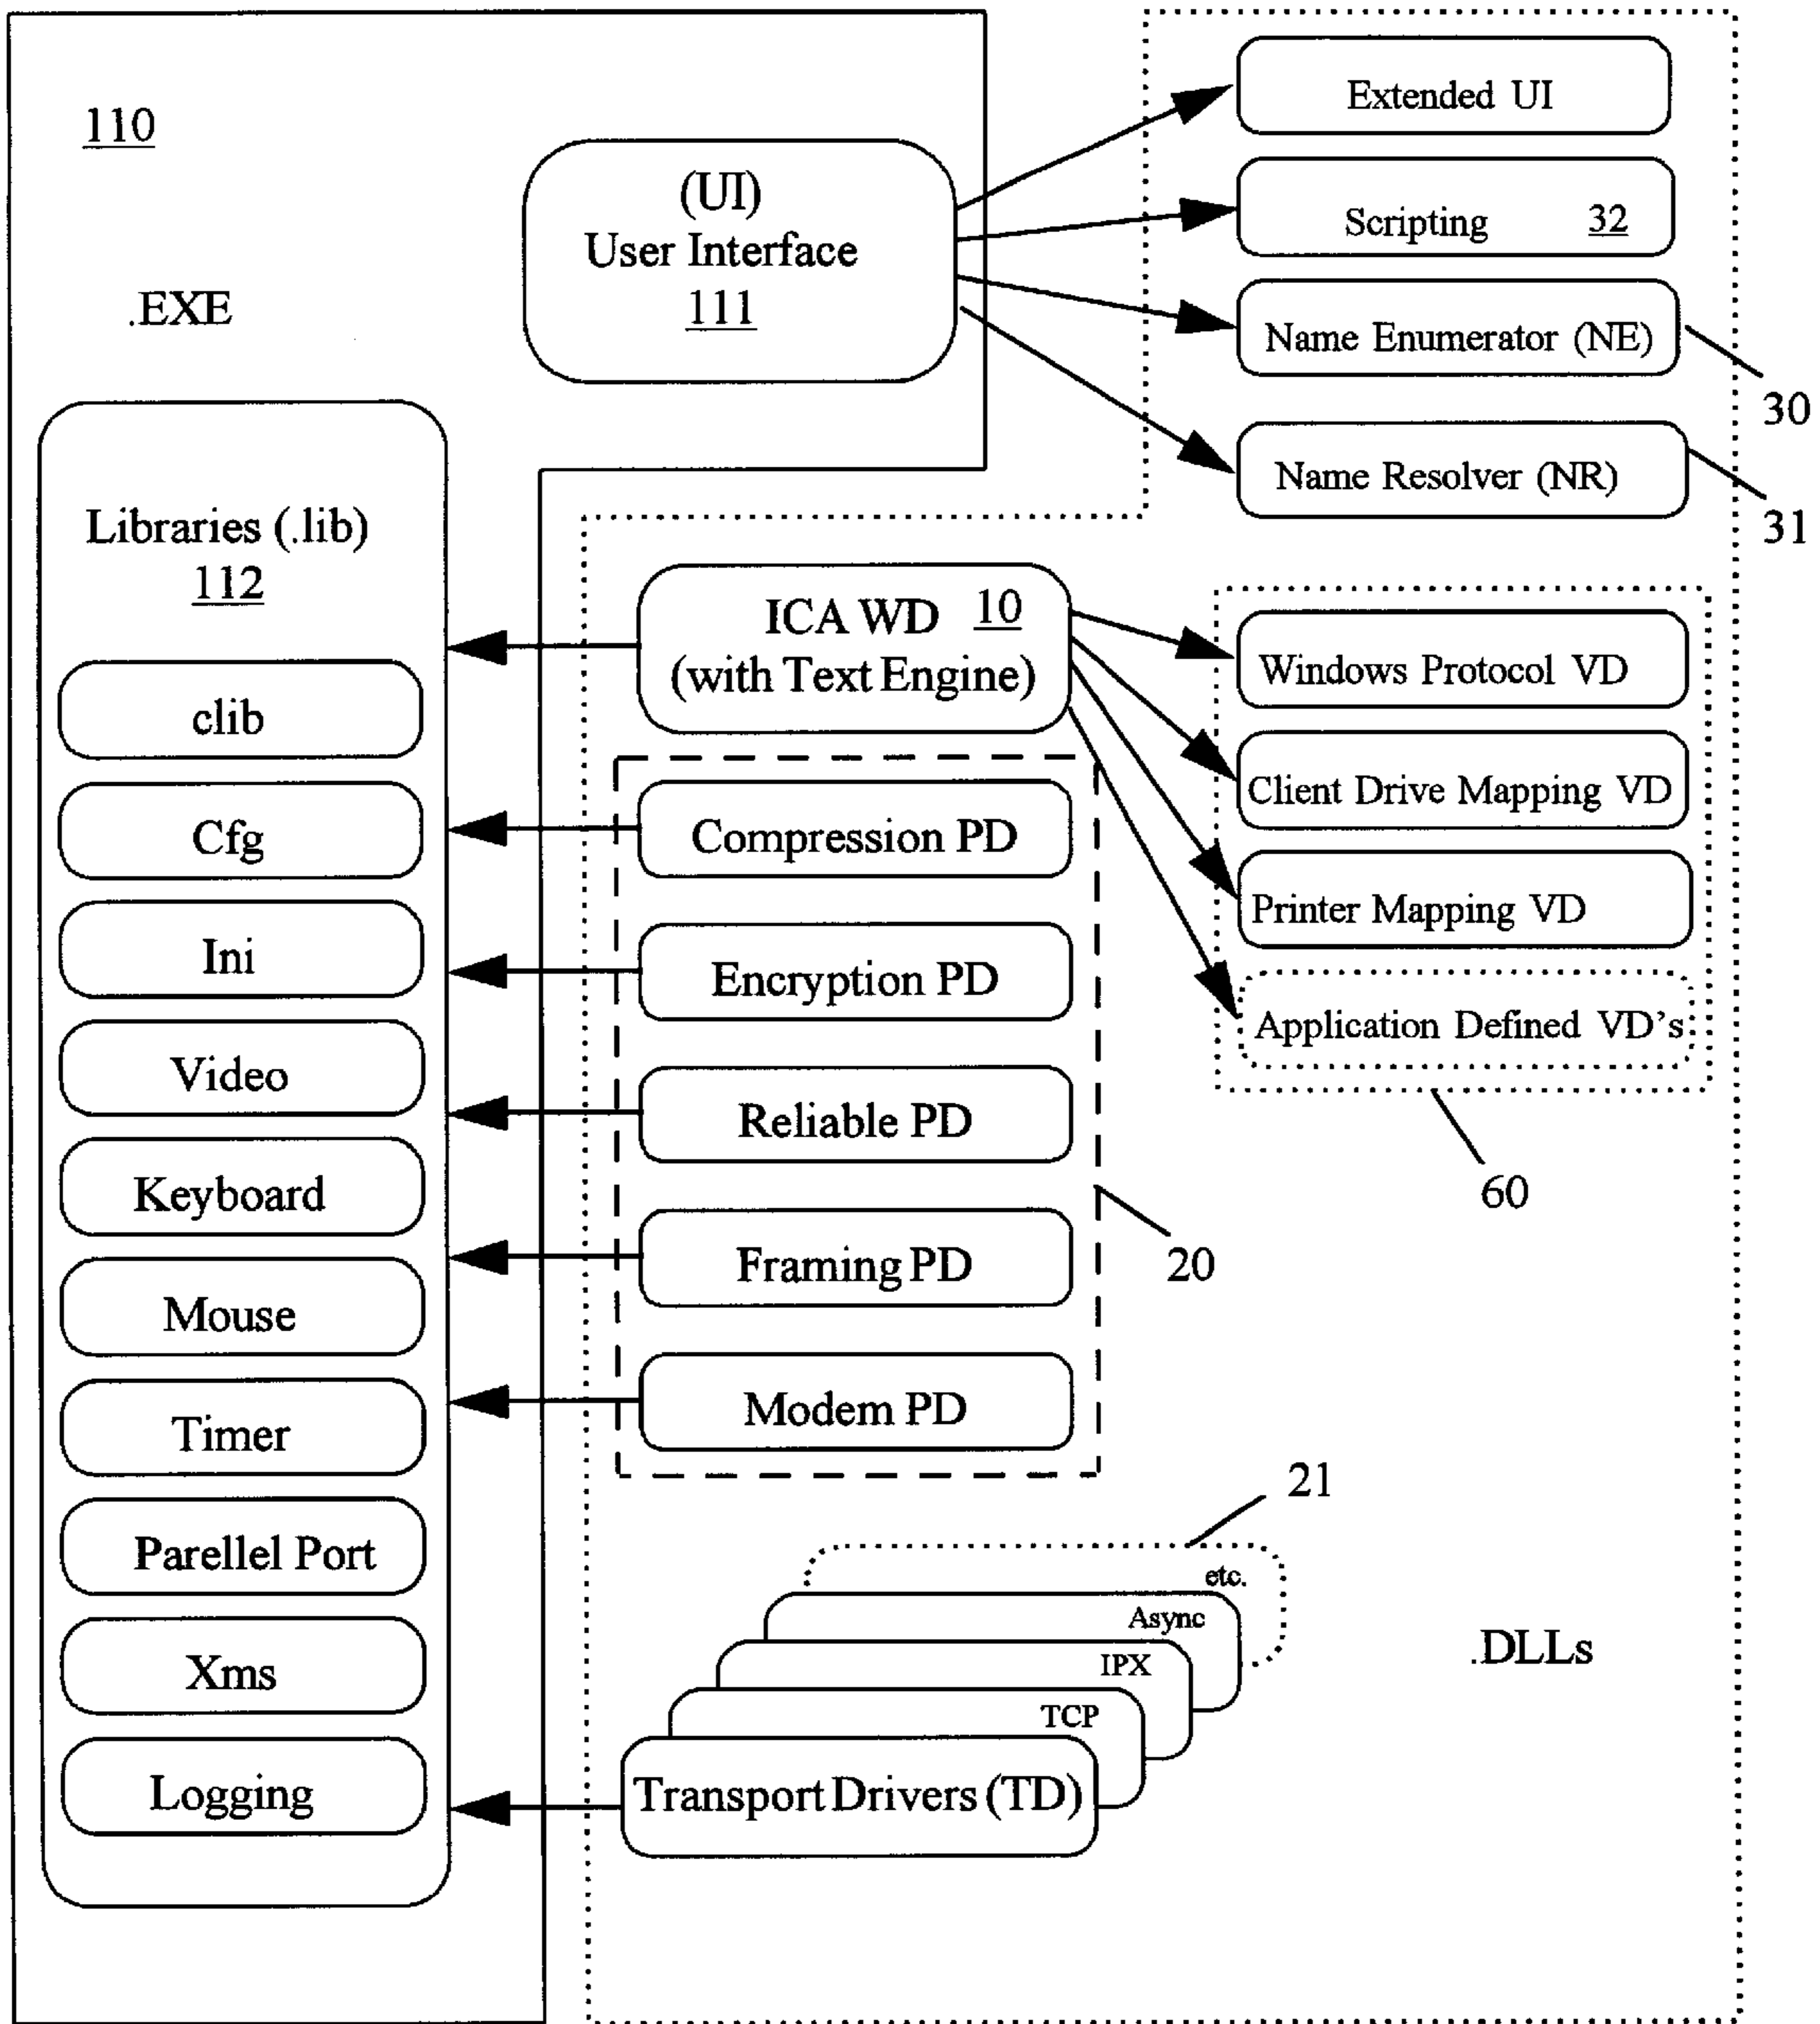 110
.EXE
(UI)
User Interface
111
Extended UI
Scripting 32
Name Enumerator (NE)
30
Name Resolver (NR)
31
Libraries (.lib)
112
clib
Cfg
Ini
Video
Keyboard
Mouse
Timer
Parellel Port
Xms
Logging
ICA WD 10
(with Text Engine)
Compression PD
Encryption PD
Reliable PD
Framing PD
Modem PD
20
Windows Protocol VD
Client Drive Mapping VD
Printer Mapping VD
Application Defined VD's
60
21
etc.
Async
IPX
TCP
Transport Drivers (TD)
.DLLs